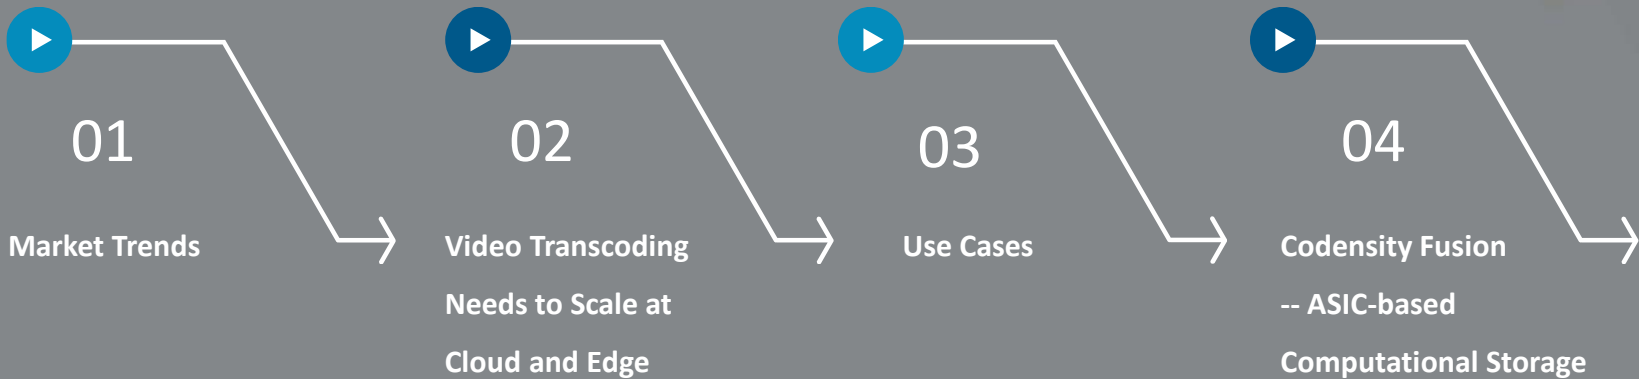 01
Market Trends
02
Video Transcoding
Needs to Scale at
Cloud and Edge
03
Use Cases
04
Codensity Fusion
-- ASIC-based
Computational Storage